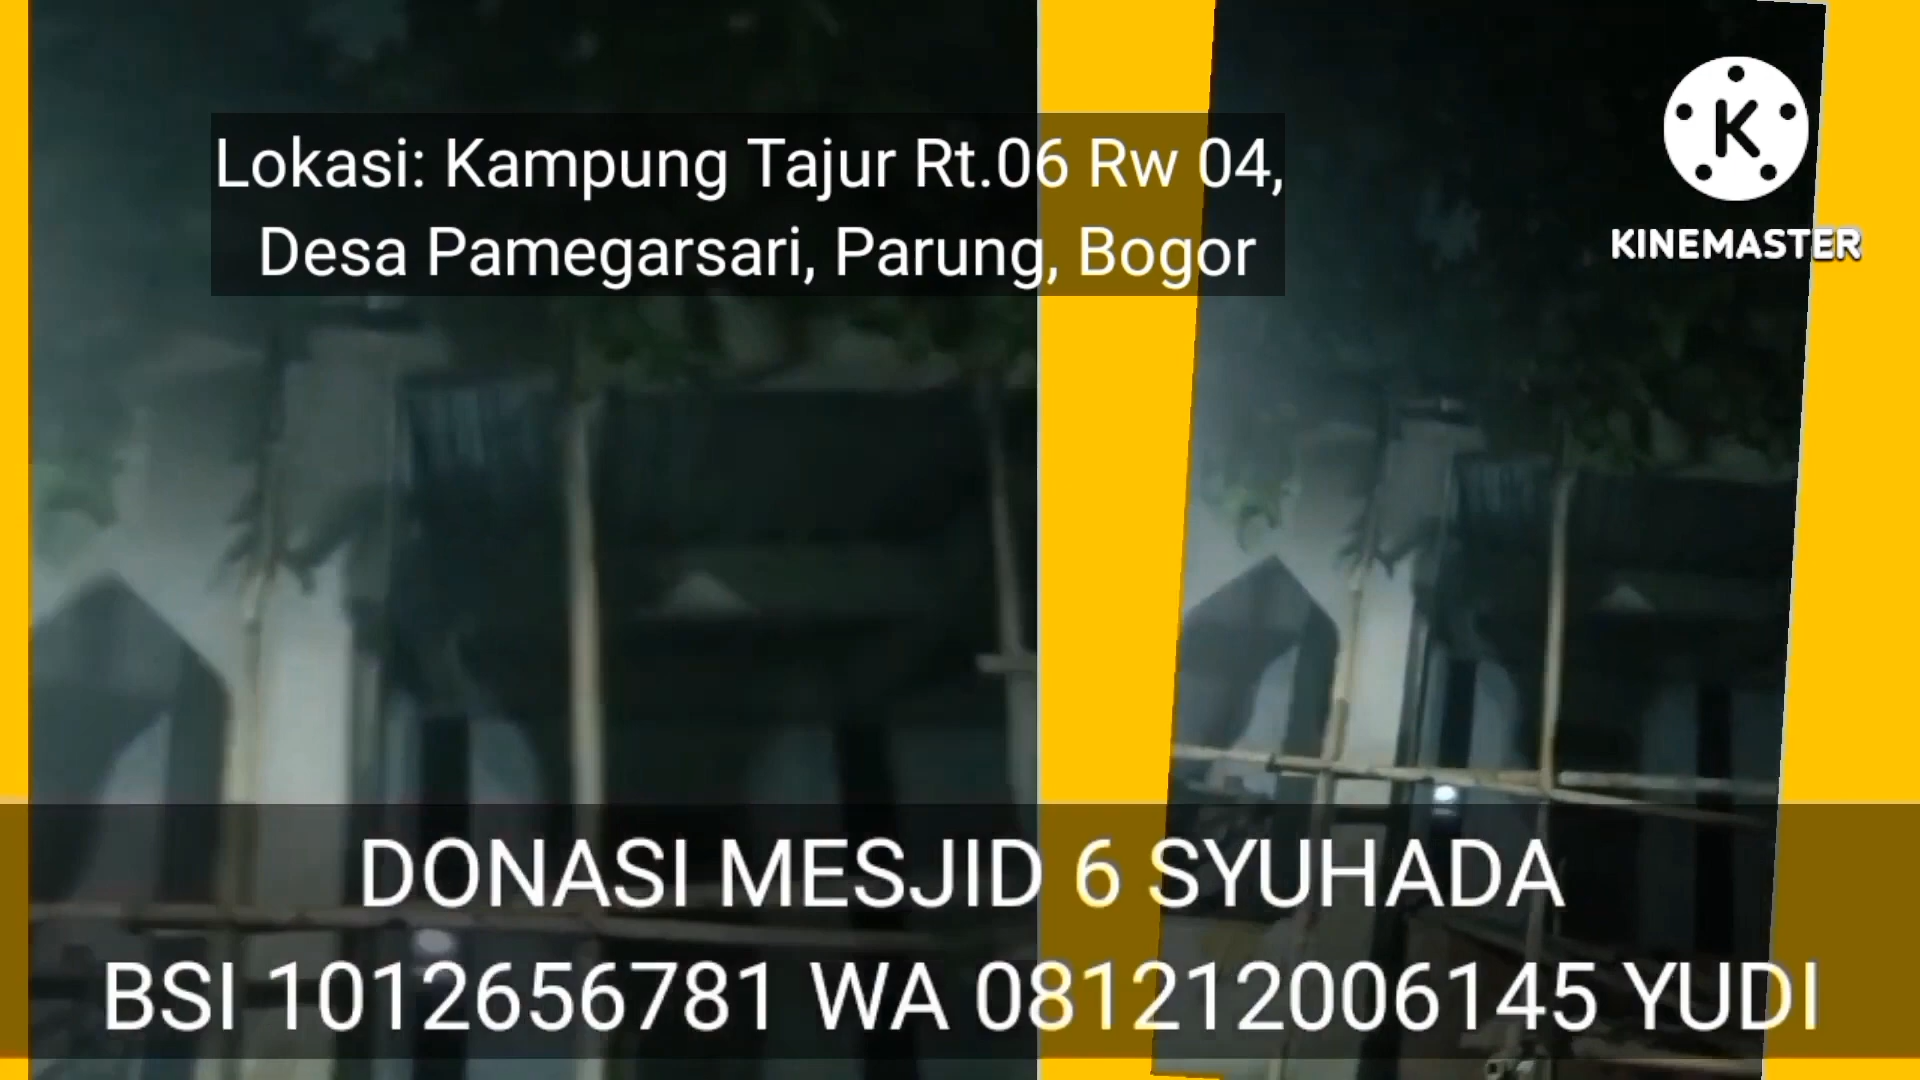 Lokasi: Kampung Tajur Rt.06 Rw 04,
Desa Pamegarsari, Parung, Bogor
K
KINEMASTER
DONASI MESJID 6 SYUHADA
BSI 1012656781 WA 081212006145 YUDI